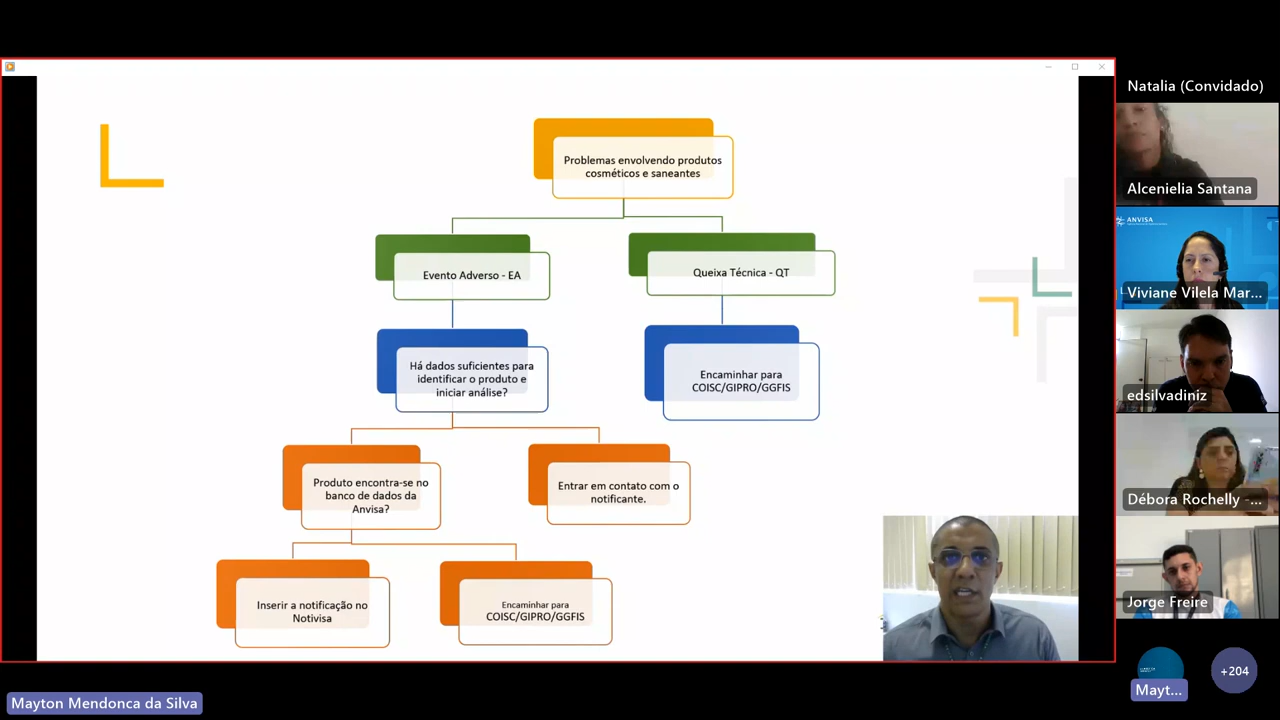 Problemas envolvendo produtos
cosméticos e saneantes
Evento Adverso - EA
Queixa Técnica - QT
Há dados suficientes para
identificar o produto e
iniciar análise?
Encaminhar para
COISC/GIPRO/GGFIS
Produto encontra-se no
banco de dados da
Anvisa?
Entrar em contato com o
notificante.
Inserir a notificação no
Notivisa
Encaminhar para
COISC/GIPRO/GGFIS
Natalia (Convidado)
Alcenielia Santana
ANVISA
Viviane Vilela Mar...
edsilvadiniz
Débora Rochelly -...
Jorge Freire
Mayt...
+204
Mayton Mendonca da Silva